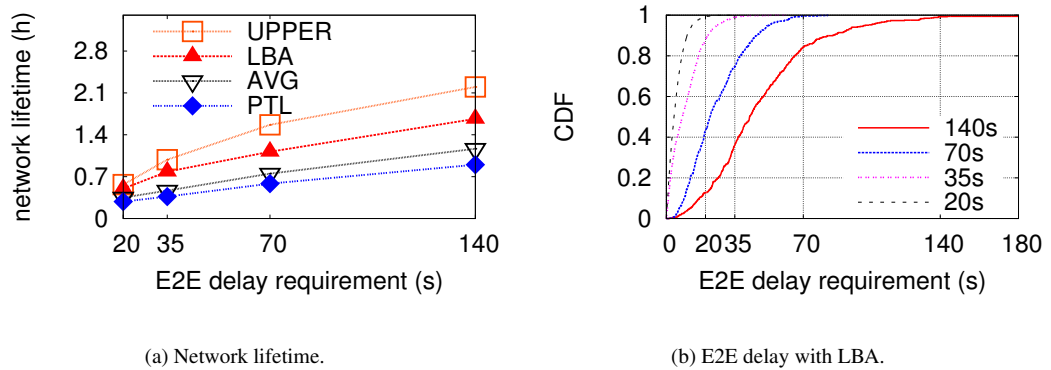 network lifetime (h)
2.8
2.1
1.4
0.7
0
UPPER
LBA
AVG
PTL
20 35 70 140
E2E delay requirement (s)
(a) Network lifetime.
CDF
1
0.8
0.6
0.4
0.2
0
140s
70s
35s
20s
0 20 35 70 140 180
E2E delay requirement (s)
(b) E2E delay with LBA.